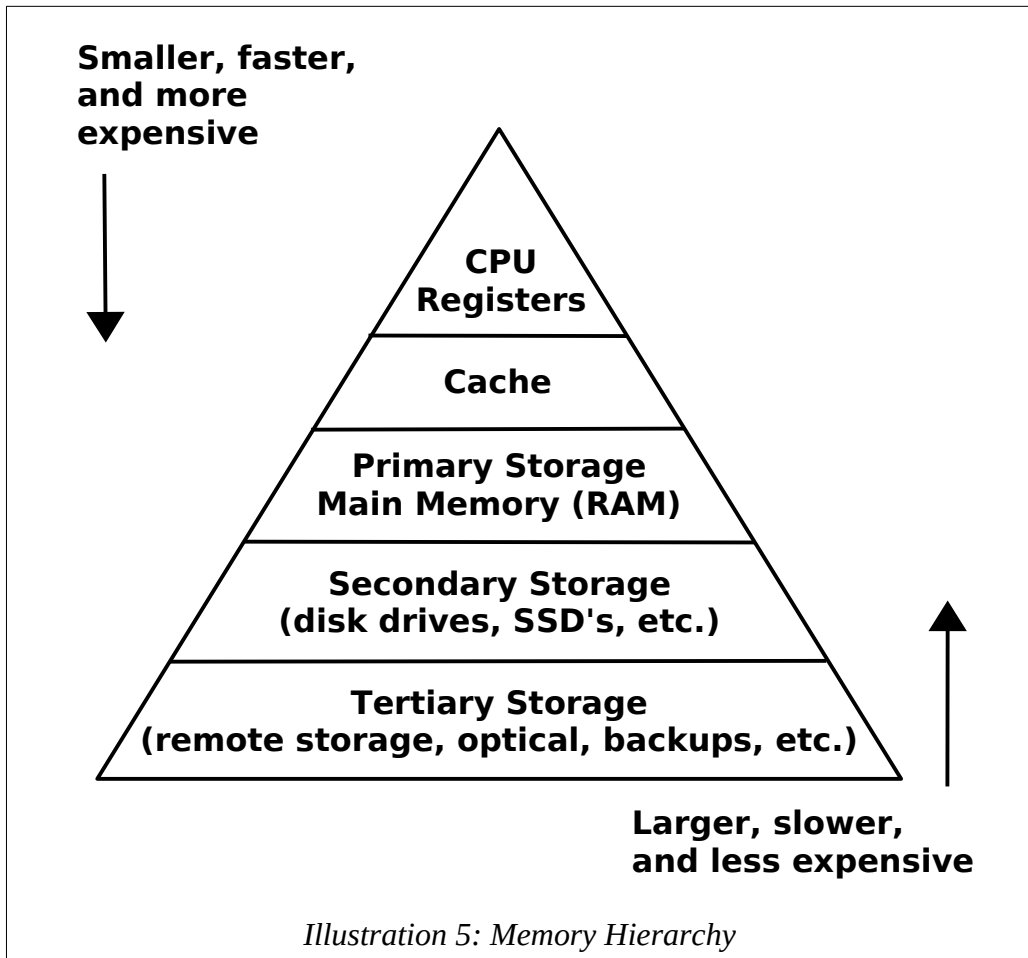 Smaller, faster,
and more
expensive
CPU
Registers
Cache
Primary Storage
Main Memory (RAM)
Secondary Storage
(disk drives, SSD's, etc.)
Tertiary Storage
(remote storage, optical, backups, etc.)
Larger, slower,
and less expensive
Illustration 5: Memory Hierarchy